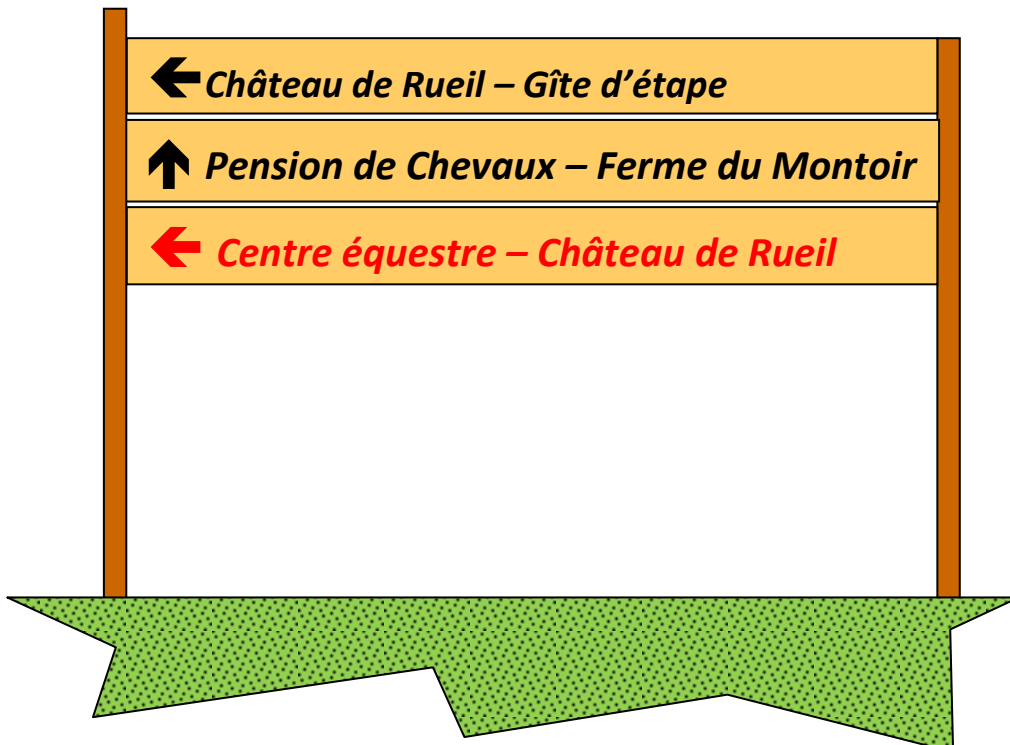 Château de Rueil – Gîte d'étape
Pension de Chevaux – Ferme du Montoir
Centre équestre – Château de Rueil